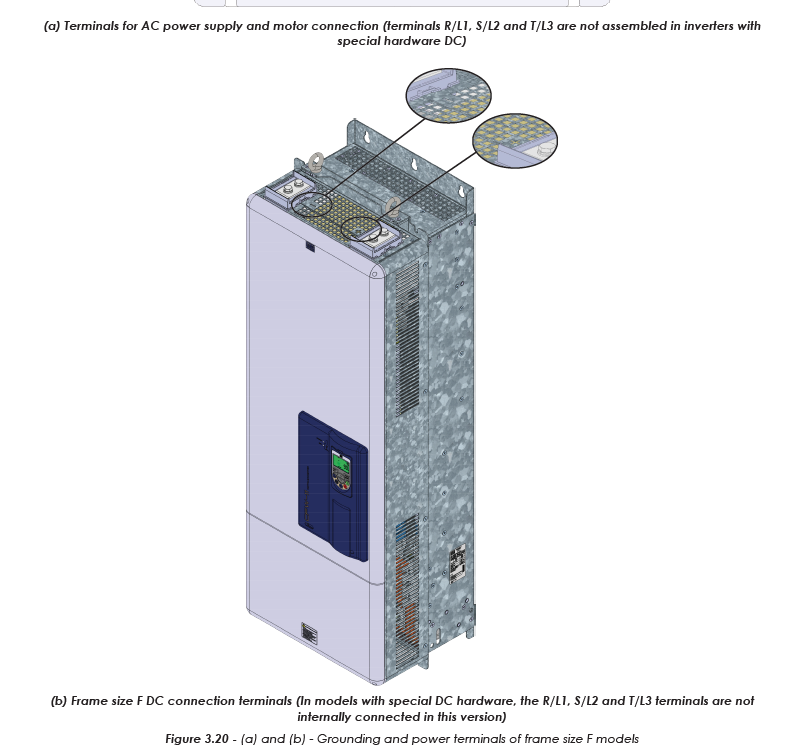 (a) Terminals for AC power supply and motor connection (terminals R/L1, S/L2 and T/L3 are not assembled in inverters with
special hardware DC)
(b) Frame size F DC connection terminals (In models with special DC hardware, the R/L1, S/L2 and T/L3 terminals are not
internally connected in this version)
Figure 3.20 - (a) and (b) - Grounding and power terminals of frame size F models